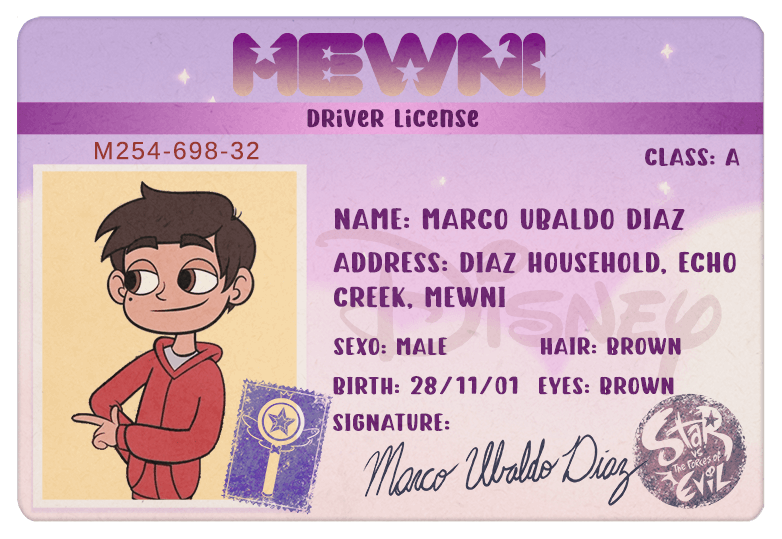 MEWNI
DRIVER LICENSE
M254-698-32
CLASS: A
NAME: MARCO UBALDO DIAZ
ADDRESS: DIAZ HOUSEHOLD, ECHO
CREEK, MEWNI
Disney
SEXO: MALE
HAIR: BROWN
BIRTH: 28/11/01
EYES: BROWN
SIGNATURE:
Marco Ubaldo Diaz
STAR
VS
The FORCES of
EVIL